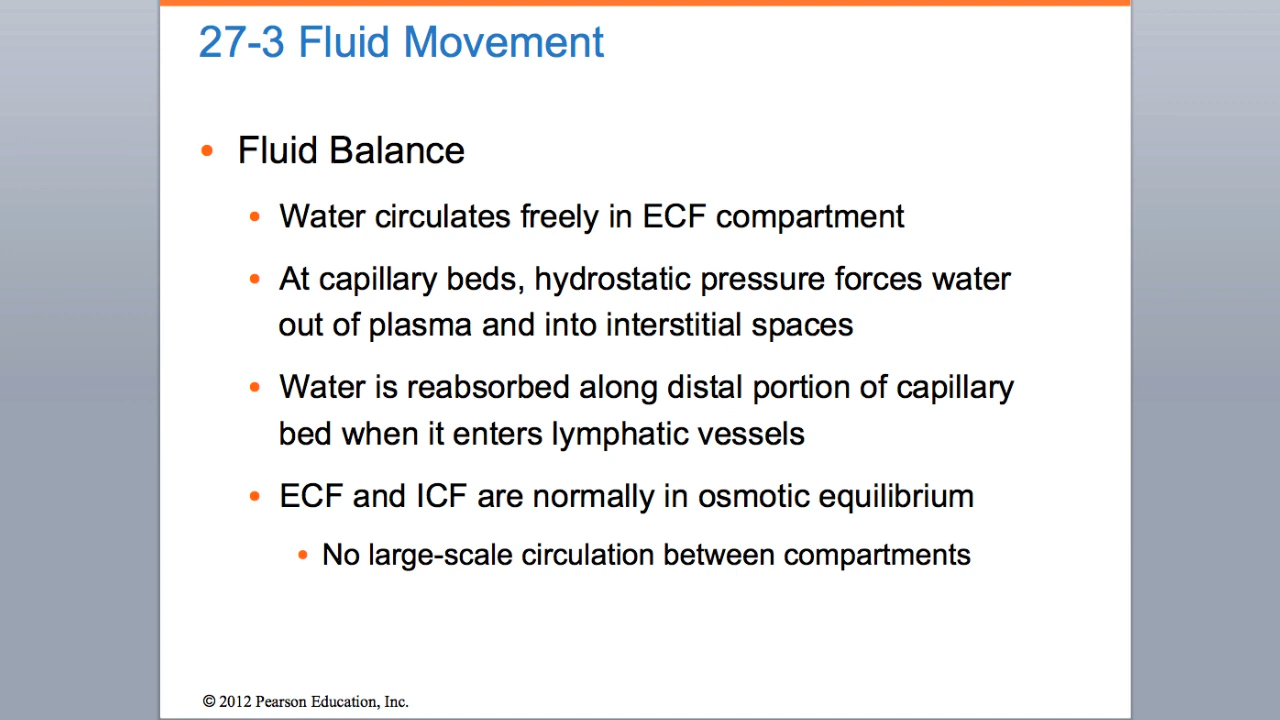 27-3 Fluid Movement
• Fluid Balance
• Water circulates freely in ECF compartment
• At capillary beds, hydrostatic pressure forces water
out of plasma and into interstitial spaces
• Water is reabsorbed along distal portion of capillary
bed when it enters lymphatic vessels
• ECF and ICF are normally in osmotic equilibrium
• No large-scale circulation between compartments
© 2012 Pearson Education, Inc.